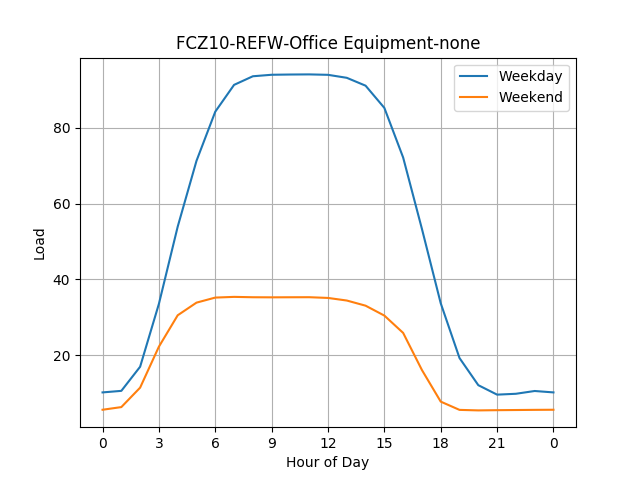 FCZ10-REFW-Office Equipment-none
Weekday
Weekend
80
60
40
20
Load
0 3 6 9 12 15 18 21 0
Hour of Day